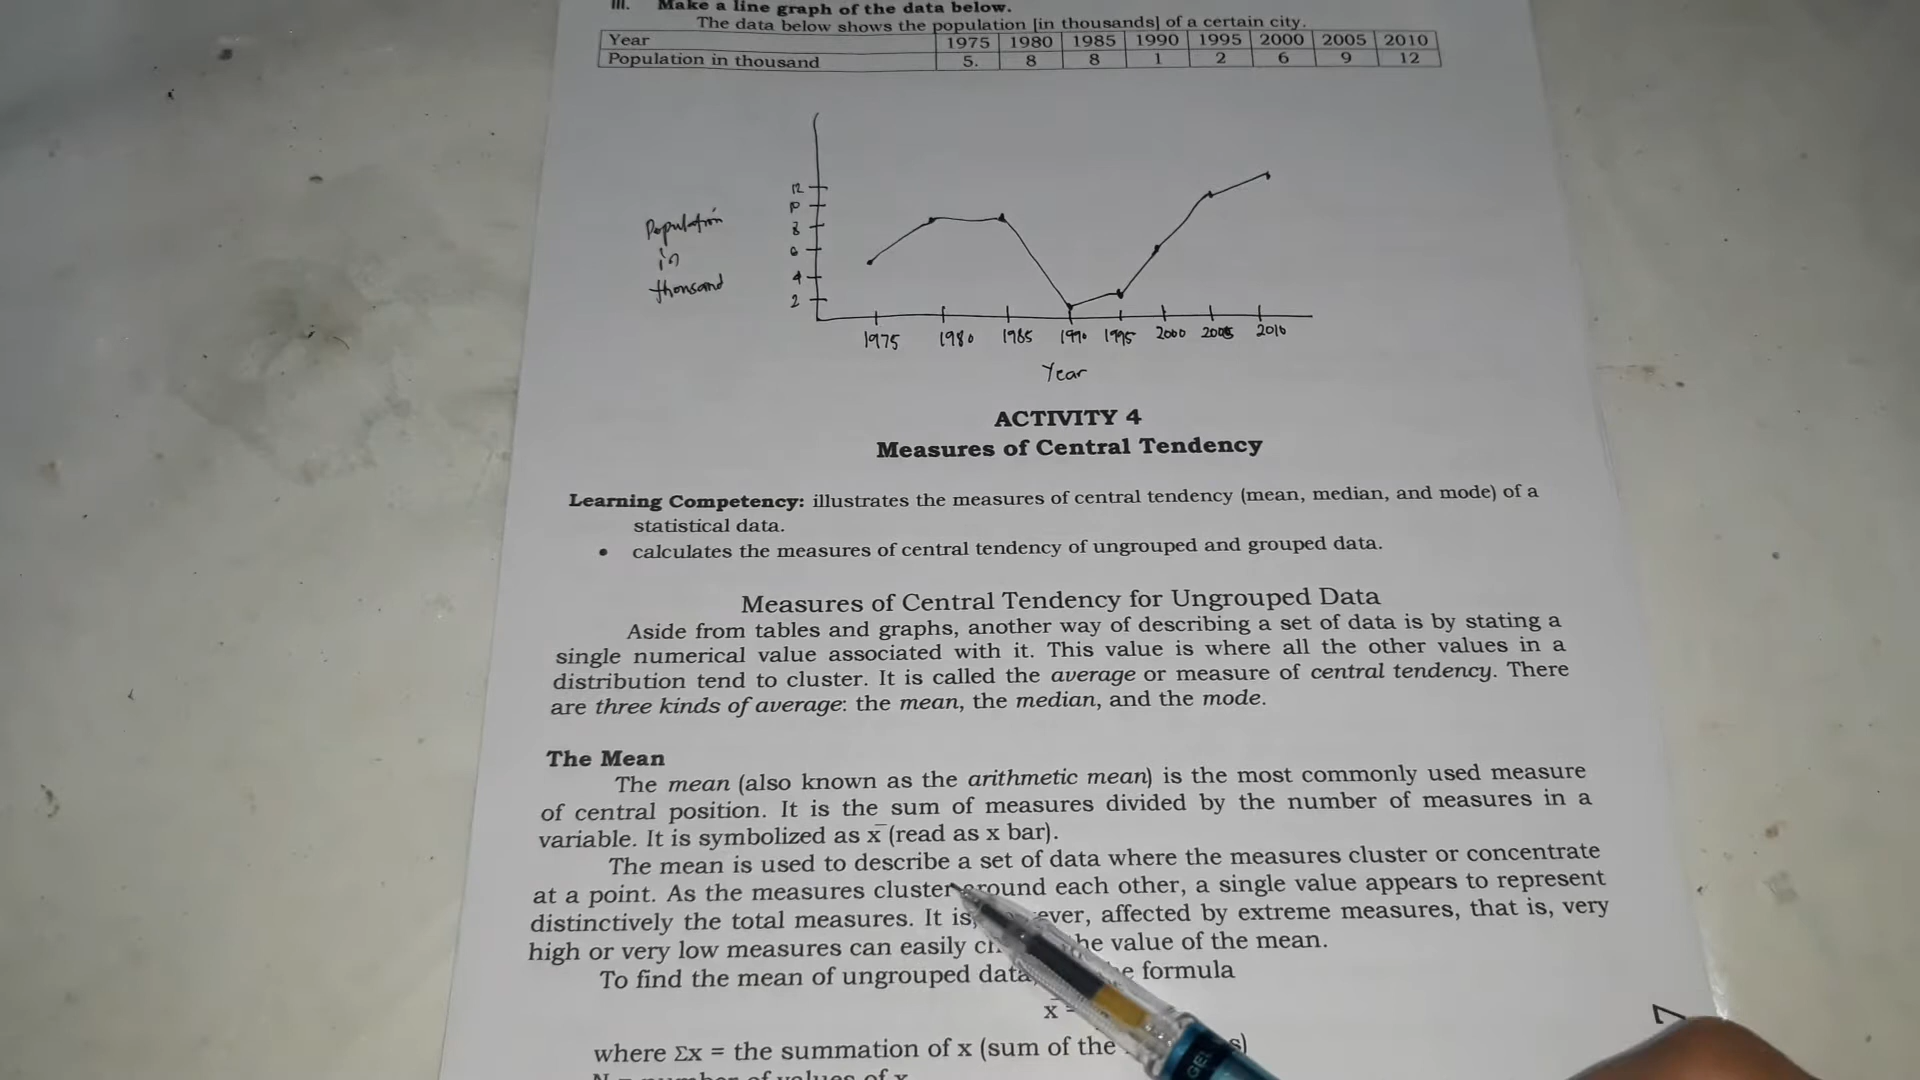 III. Make a line graph of the data below.
The data below shows the population [in thousands] of a certain city.
Year 1975 1980 1985 1990 1995 2000 2005 2010
Population in thousand 5. 8 8 1 2 6 9 12
12
10
8
6
4
2
Population
in
thousand
1975 1980 1985 1990 1995 2000 2005 2010
Year
ACTIVITY 4
Measures of Central Tendency
Learning Competency: illustrates the measures of central tendency (mean, median, and mode) of a
statistical data.
• calculates the measures of central tendency of ungrouped and grouped data.
Measures of Central Tendency for Ungrouped Data
Aside from tables and graphs, another way of describing a set of data is by stating a
single numerical value associated with it. This value is where all the other values in a
distribution tend to cluster. It is called the average or measure of central tendency. There
are three kinds of average: the mean, the median, and the mode.
The Mean
The mean (also known as the arithmetic mean) is the most commonly used measure
of central position. It is the sum of measures divided by the number of measures in a
variable. It is symbolized as x̄ (read as x bar).
The mean is used to describe a set of data where the measures cluster or concentrate
at a point. As the measures cluster around each other, a single value appears to represent
distinctively the total measures. It is, however, affected by extreme measures, that is, very
high or very low measures can easily the value of the mean.
To find the mean of ungrouped data, formula
x̄ =
where Σx = the summation of x (sum of the
N = number of values of x
7